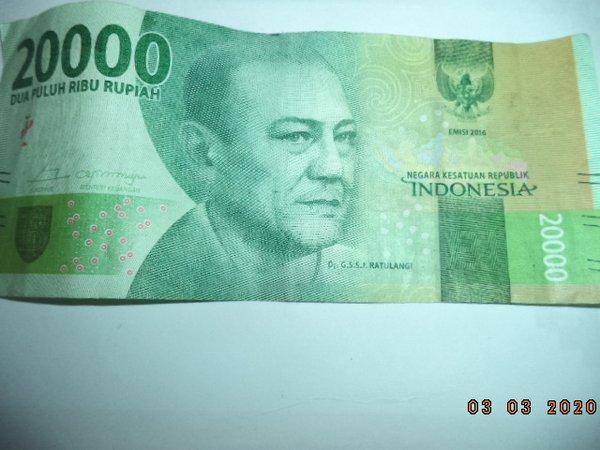 20000
DUA PULUH RIBU RUPIAH
EMISI 2016
NEGARA KESATUAN REPUBLIK
INDONESIA
MENTERI KEUANGAN
DR. G.S.S.J. RATULANGI
20000
03 03 2020